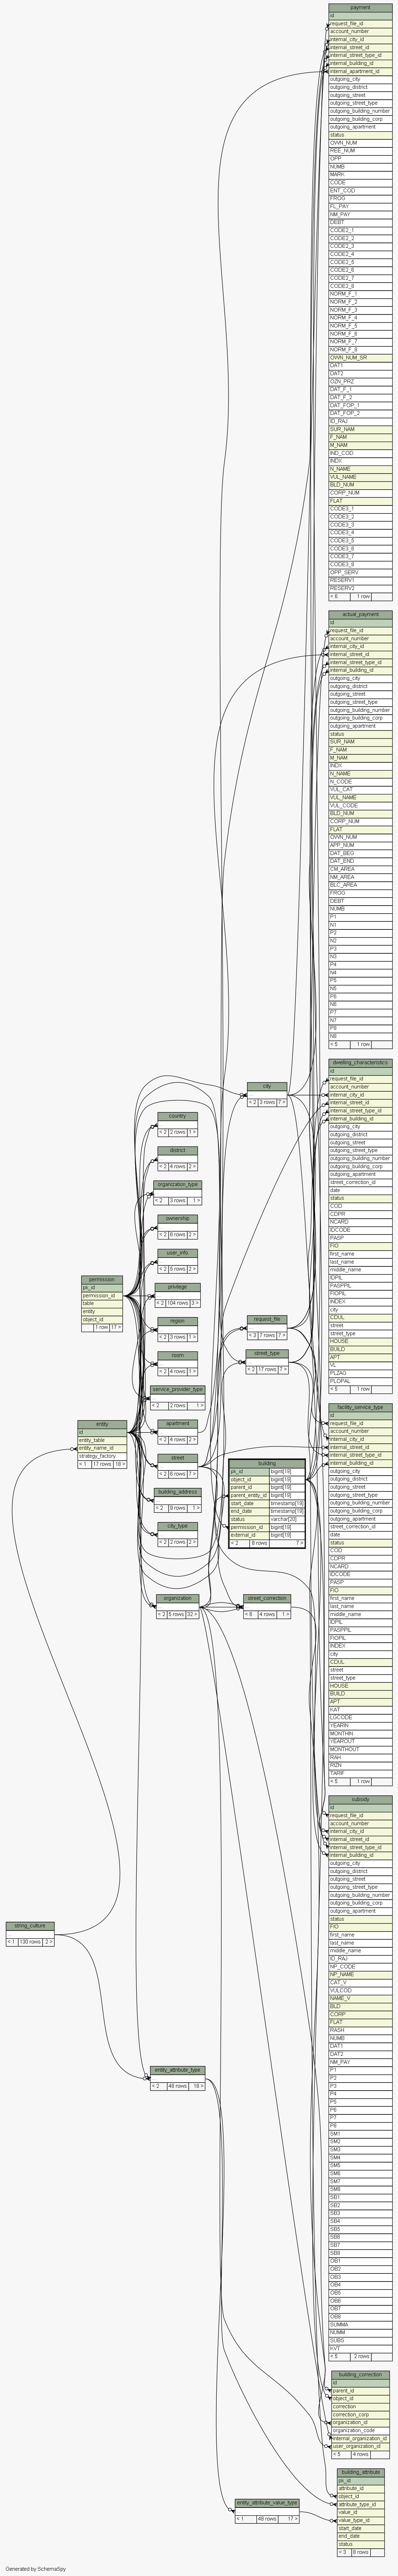 payment
id
request_file_id
account_number
internal_city_id
internal_street_id
internal_street_type_id
internal_building_id
internal_apartment_id
outgoing_city
outgoing_district
outgoing_street
outgoing_street_type
outgoing_building_number
outgoing_building_corp
outgoing_apartment
status
OWN_NUM
REE_NUM
OPP
NUMB
MARK
CODE
ENT_COD
FROG
FL_PAY
NM_PAY
DEBT
CODE2_1
CODE2_2
CODE2_3
CODE2_4
CODE2_5
CODE2_6
CODE2_7
CODE2_8
NORM_F_1
NORM_F_2
NORM_F_3
NORM_F_4
NORM_F_5
NORM_F_6
NORM_F_7
NORM_F_8
OWN_NUM_SR
DAT1
DAT2
OZN_PRZ
DAT_F_1
DAT_F_2
DAT_FOP_1
DAT_FOP_2
ID_RAJ
SUR_NAM
F_NAM
M_NAM
IND_COD
INDX
N_NAME
VUL_NAME
BLD_NUM
CORP_NUM
FLAT
CODE3_1
CODE3_2
CODE3_3
CODE3_4
CODE3_5
CODE3_6
CODE3_7
CODE3_8
OPP_SERV
RESERV1
RESERV2
< 6 1 row
actual_payment
id
request_file_id
account_number
internal_city_id
internal_street_id
internal_street_type_id
internal_building_id
outgoing_city
outgoing_district
outgoing_street
outgoing_street_type
outgoing_building_number
outgoing_building_corp
outgoing_apartment
status
SUR_NAM
F_NAM
M_NAM
INDX
N_NAME
N_CODE
VUL_CAT
VUL_NAME
VUL_CODE
BLD_NUM
CORP_NUM
FLAT
OWN_NUM
APP_NUM
DAT_BEG
DAT_END
CM_AREA
NM_AREA
BLC_AREA
FROG
DEBT
NUMB
P1
N1
P2
N2
P3
N3
P4
N4
P5
N5
P6
N6
P7
N7
P8
N8
< 5 1 row
dwelling_characteristics
id
request_file_id
account_number
internal_city_id
internal_street_id
internal_street_type_id
internal_building_id
outgoing_city
outgoing_district
outgoing_street
outgoing_street_type
outgoing_building_number
outgoing_building_corp
outgoing_apartment
street_correction_id
date
status
COD
CDPR
NCARD
IDCODE
PASP
FIO
first_name
last_name
middle_name
IDPIL
PASPPIL
FIOPIL
INDEX
city
CDUL
street
street_type
HOUSE
BUILD
APT
VL
PLZAG
PLOPAL
< 5 1 row
city
< 2 3 rows 7 >
country
< 2 2 rows 1 >
district
< 2 4 rows 2 >
organization_type
< 2 3 rows 1 >
ownership
< 2 6 rows 2 >
user_info
< 2 5 rows 2 >
permission
pk_id
permission_id
table
entity
object_id
1 row 17 >
privilege
< 2 104 rows 3 >
region
< 2 3 rows 1 >
room
< 2 4 rows 1 >
service_provider_type
< 2 2 rows 1 >
request_file
< 3 7 rows 7 >
street_type
< 2 17 rows 7 >
apartment
< 2 4 rows 2 >
entity
id
entity_table
entity_name_id
strategy_factory
< 1 17 rows 18 >
street
< 2 6 rows 7 >
building_address
< 2 9 rows 1 >
city_type
< 2 2 rows 2 >
building
pk_id bigint[19]
object_id bigint[19]
parent_id bigint[19]
parent_entity_id bigint[19]
start_date timestamp[19]
end_date timestamp[19]
status varchar[20]
permission_id bigint[19]
external_id bigint[19]
< 2 8 rows 7 >
facility_service_type
id
request_file_id
account_number
internal_city_id
internal_street_id
internal_street_type_id
internal_building_id
outgoing_city
outgoing_district
outgoing_street
outgoing_street_type
outgoing_building_number
outgoing_building_corp
outgoing_apartment
street_correction_id
date
status
COD
CDPR
NCARD
IDCODE
PASP
FIO
first_name
last_name
middle_name
IDPIL
PASPPIL
FIOPIL
INDEX
city
CDUL
street
street_type
HOUSE
BUILD
APT
KAT
LGCODE
YEARIN
MONTHIN
YEAROUT
MONTHOUT
RAH
RIZN
TARIF
< 5 1 row
organization
< 2 5 rows 32 >
street_correction
< 6 4 rows 1 >
subsidy
id
request_file_id
account_number
internal_city_id
internal_street_id
internal_street_type_id
internal_building_id
outgoing_city
outgoing_district
outgoing_street
outgoing_street_type
outgoing_building_number
outgoing_building_corp
outgoing_apartment
status
FIO
first_name
last_name
middle_name
ID_RAJ
NP_CODE
NP_NAME
CAT_V
VULCOD
NAME_V
BLD
CORP
FLAT
RASH
NUMB
DAT1
DAT2
NM_PAY
P1
P2
P3
P4
P5
P6
P7
P8
SM1
SM2
SM3
SM4
SM5
SM6
SM7
SM8
SB1
SB2
SB3
SB4
SB5
SB6
SB7
SB8
OB1
OB2
OB3
OB4
OB5
OB6
OB7
OB8
SUMMA
NUMM
SUBS
KVT
< 5 2 rows
string_culture
< 1 130 rows 2 >
entity_attribute_type
< 2 48 rows 18 >
building_correction
id
parent_id
object_id
correction
correction_corp
organization_id
organization_code
internal_organization_id
user_organization_id
< 5 4 rows
entity_attribute_value_type
< 1 48 rows 17 >
building_attribute
pk_id
attribute_id
object_id
attribute_type_id
value_id
value_type_id
start_date
end_date
status
< 3 8 rows
Generated by SchemaSpy